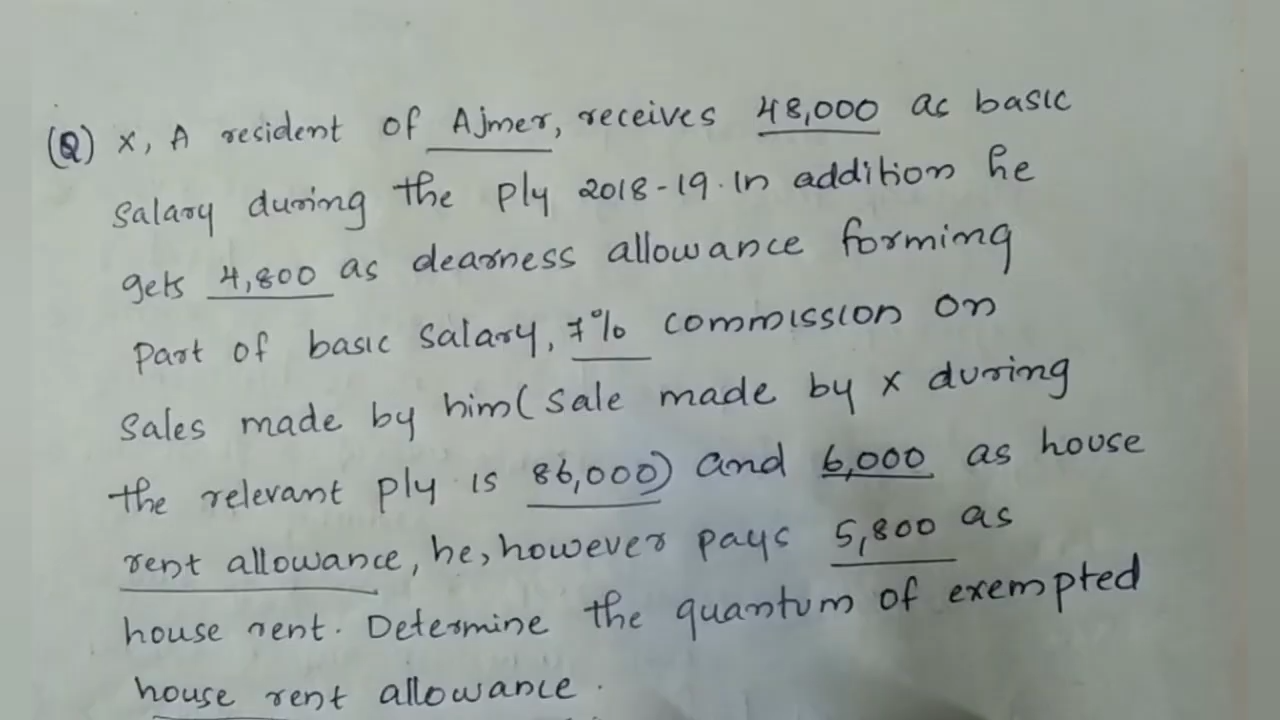 (Q) x, A resident of Ajmer, receives 48,000 as basic
salary during the Ply 2018-19. In addition he
gets 4,800 as dearness allowance forming
part of basic salary, 7% commission on
sales made by him (sale made by x during
the relevant ply is 86,000) and 6,000 as house
rent allowance, he, however pays 5,800 as
house rent. Determine the quantum of exempted
house rent allowance.